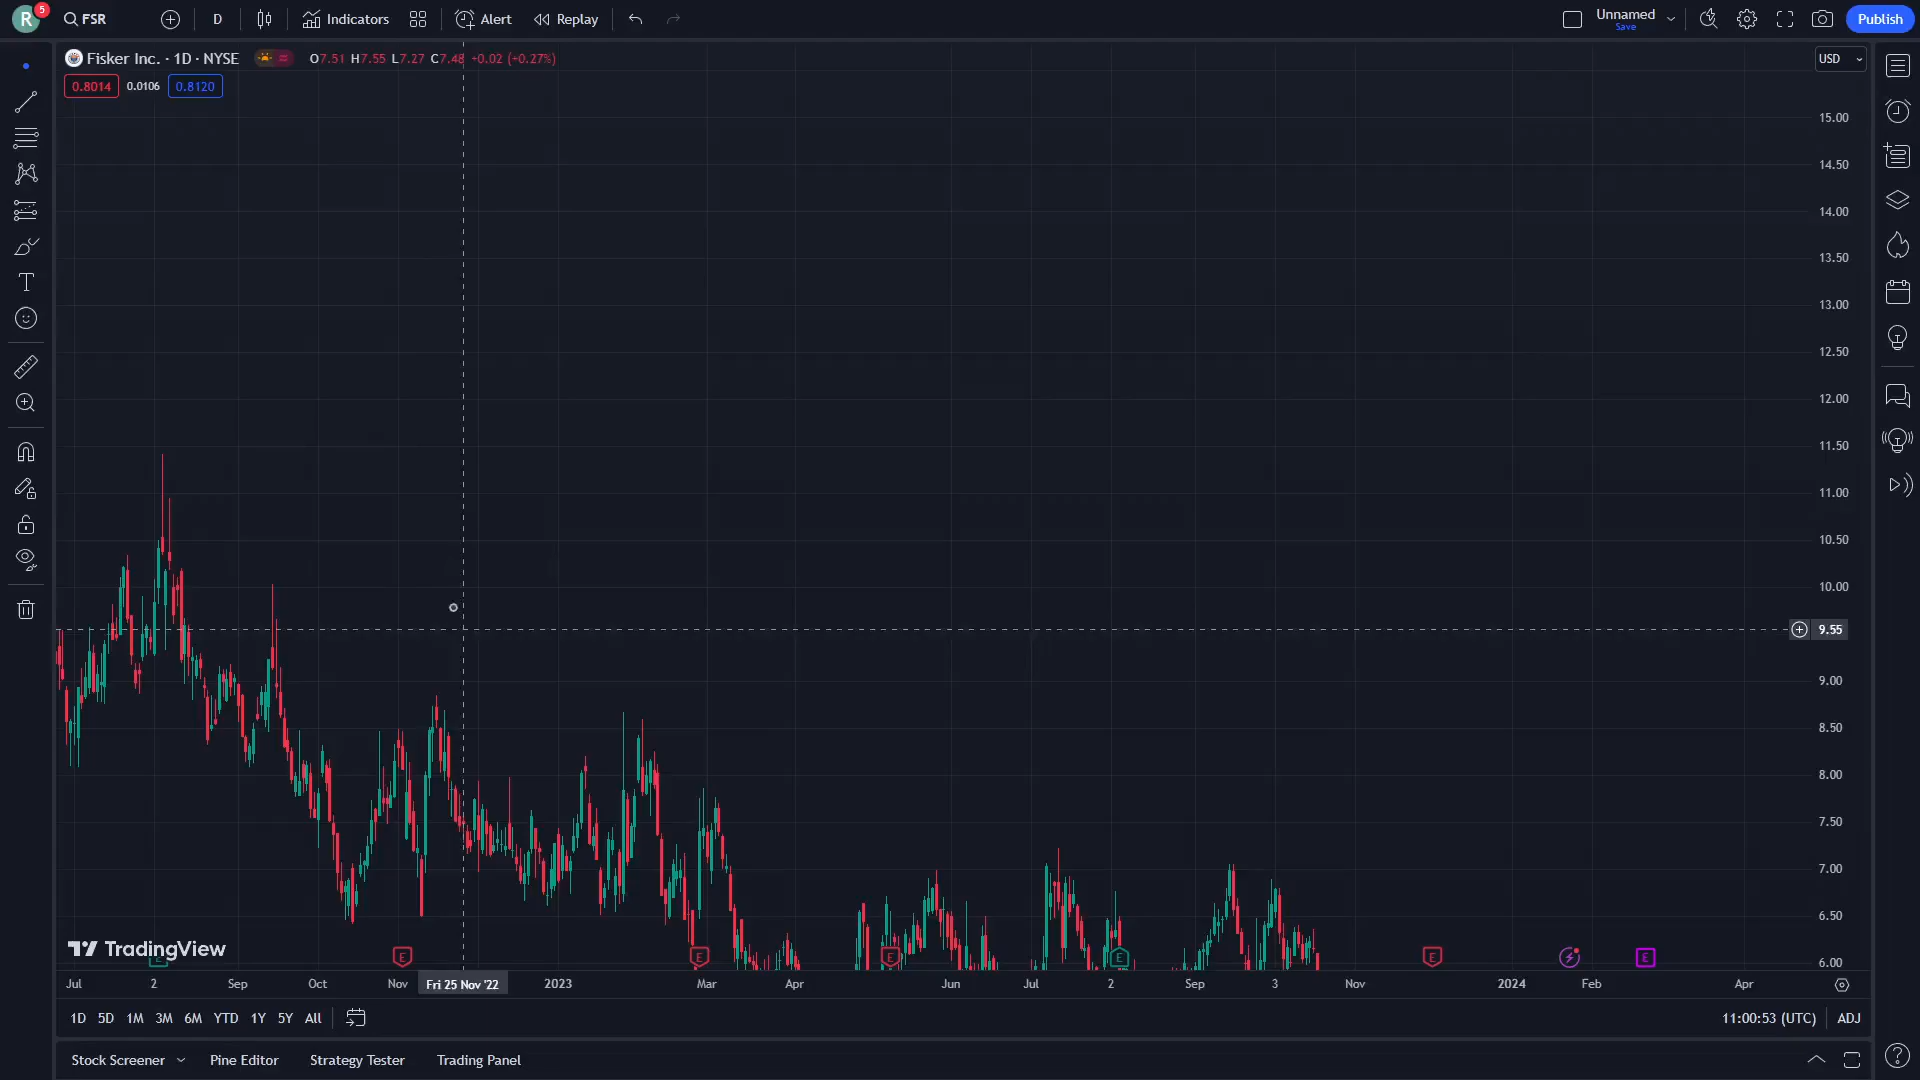 R 5 FSR D Indicators Alert Replay Unnamed Save Publish
Fisker Inc. · 1D · NYSE O7.51 H7.55 L7.27 C7.48 +0.02 (+0.27%) USD
0.8014 0.0106 0.8120
15.00
14.50
14.00
13.50
13.00
12.50
12.00
11.50
11.00
10.50
10.00
9.55
9.00
8.50
8.00
7.50
7.00
6.50
TradingView
E E E E E E E
6.00
Jul 2 Sep Oct Nov Fri 25 Nov '22 2023 Mar Apr Jun Jul 2 Sep 3 Nov 2024 Feb Apr
1D 5D 1M 3M 6M YTD 1Y 5Y All 11:00:53 (UTC) ADJ
Stock Screener Pine Editor Strategy Tester Trading Panel